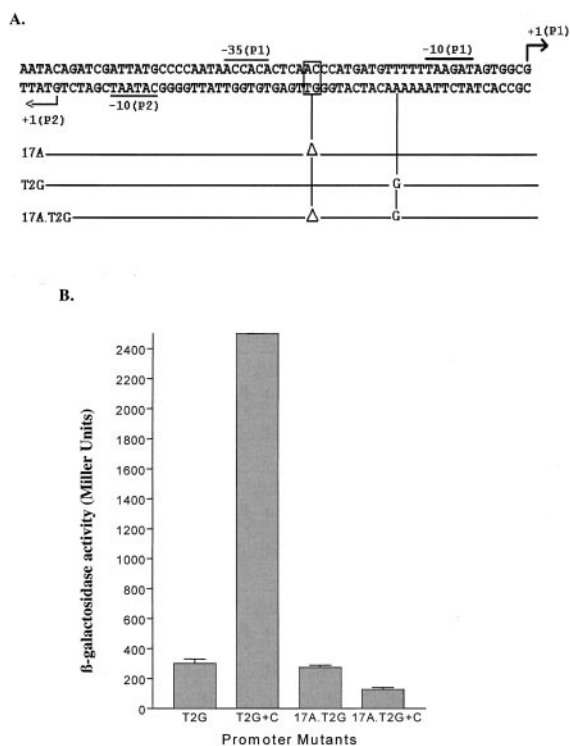 A.
-35(P1) -10(P1) +1(P1)
AATACAGATCGATTATGCCCCAATAACCACACTCAACCCATGATGTTTTTTAAGATAGTGGCG
TTATGTCTAGCTAATACGGGGTTATTGGTGTGAGTTGGGTACTACAAAAAATTCTATCACCGC
+1(P2) -10(P2)
17A Δ
T2G G
17A.T2G Δ G
B.
ß-galactosidase activity (Miller Units)
2400
2200
2000
1800
1600
1400
1200
1000
800
600
400
200
0
T2G T2G+C 17A.T2G 17A.T2G+C
Promoter Mutants